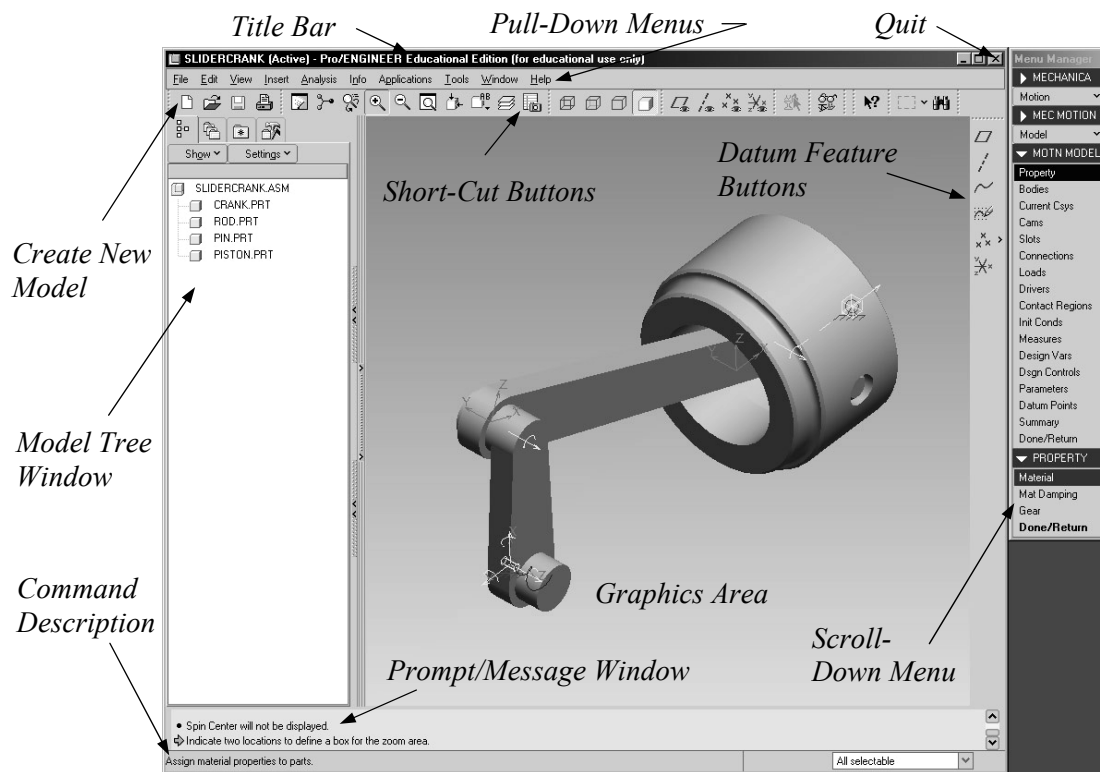 Title Bar
Pull-Down Menus
Quit
SLIDERCRANK (Active) - Pro/ENGINEER Educational Edition (for educational use only)
File Edit View Insert Analysis Info Applications Tools Window Help
Show Settings
SLIDERCRANK.ASM
CRANK.PRT
ROD.PRT
PIN.PRT
PISTON.PRT
Create New
Model
Model Tree
Window
Command
Description
Short-Cut Buttons
Datum Feature
Buttons
Graphics Area
Prompt/Message Window
Scroll-
Down Menu
X
Y
Z
X
Y
Z
Menu Manager
MECHANICA
Motion
MEC MOTION
Model
MOTN MODEL
Property
Bodies
Current Csys
Cams
Slots
Connections
Loads
Drivers
Contact Regions
Init Conds
Measures
Design Vars
Dsgn Controls
Parameters
Datum Points
Summary
Done/Return
PROPERTY
Material
Mat Damping
Gear
Done/Return
• Spin Center will not be displayed.
Indicate two locations to define a box for the zoom area.
Assign material properties to parts.
All selectable